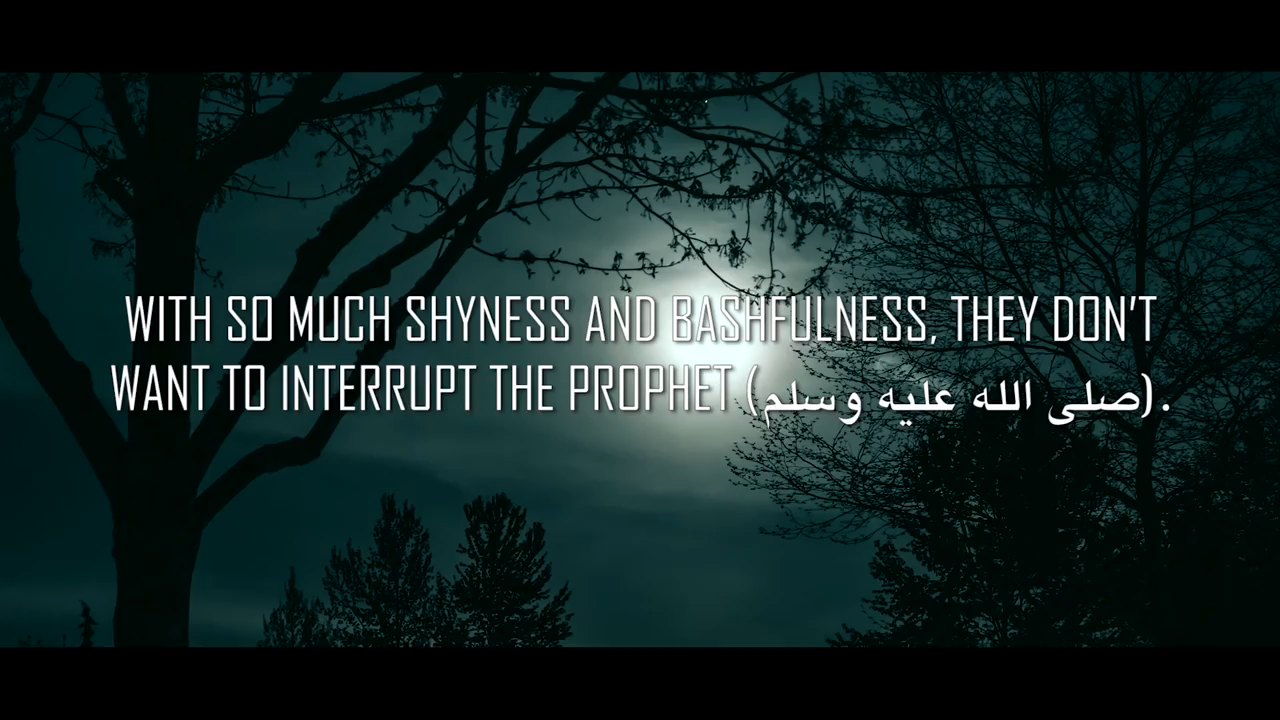 WITH SO MUCH SHYNESS AND BASHFULNESS, THEY DON'T
WANT TO INTERRUPT THE PROPHET (صلى الله عليه وسلم).